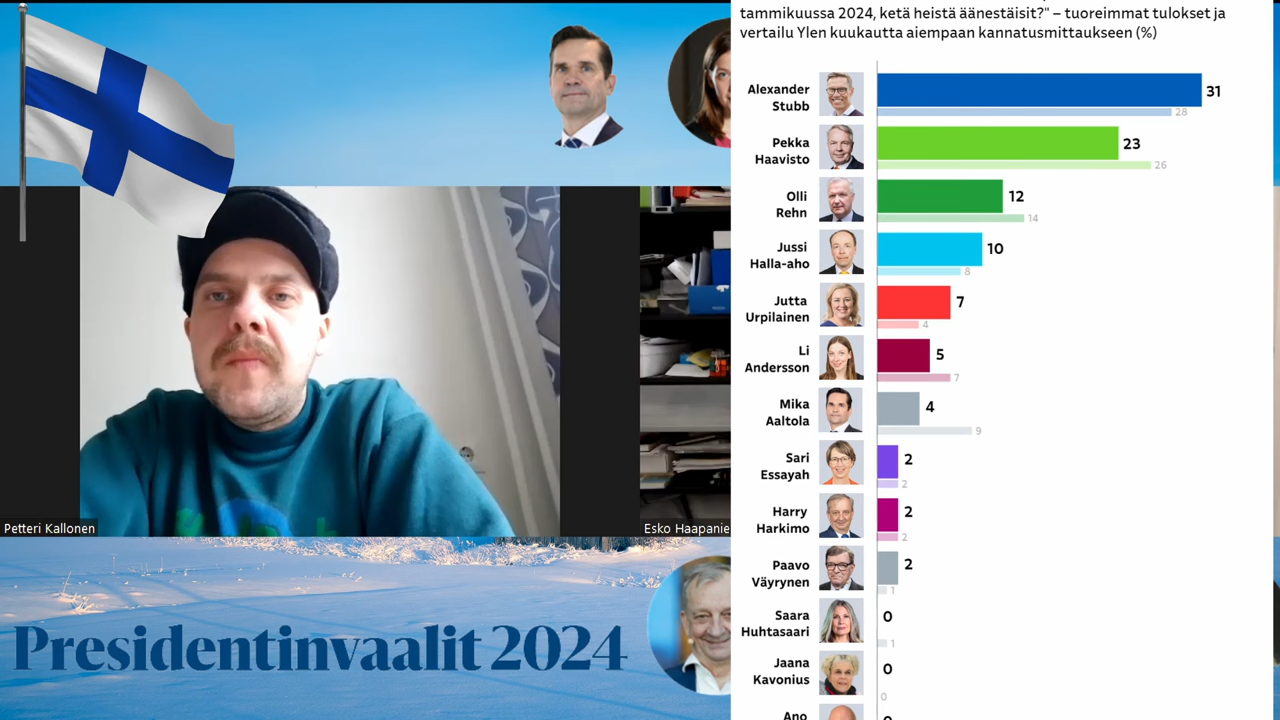 tammikuussa 2024, ketä heistä äänestäisit?" – tuoreimmat tulokset ja
vertailu Ylen kuukautta aiempaan kannatusmittaukseen (%)
Alexander
Stubb
31
28
Pekka
Haavisto
23
26
Olli
Rehn
12
14
Jussi
Halla-aho
10
8
Jutta
Urpilainen
7
4
Li
Andersson
5
7
Mika
Aaltola
4
9
Sari
Essayah
2
2
Harry
Harkimo
2
2
Paavo
Väyrynen
2
1
Saara
Huhtasaari
0
1
Jaana
Kavonius
0
0
Ano
Petteri Kallonen
Esko Haapanie
Presidentinvaalit 2024